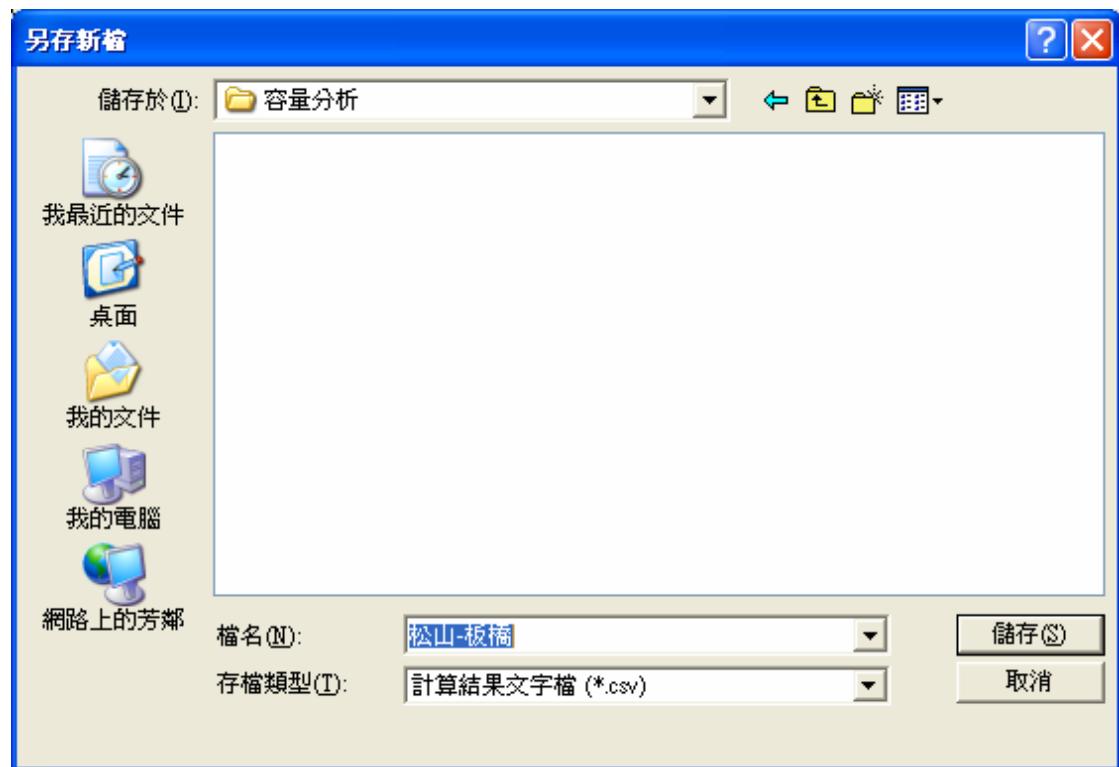 另存新檔
儲存於(I):
容量分析
我最近的文件
桌面
我的文件
我的電腦
網路上的芳鄰
檔名(N):
松山-板橋
儲存(S)
存檔類型(T):
計算結果文字檔 (*.csv)
取消